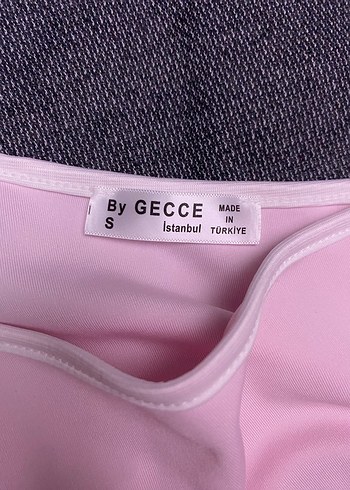 By GECCE
S İstanbul
MADE
IN
TÜRKİYE